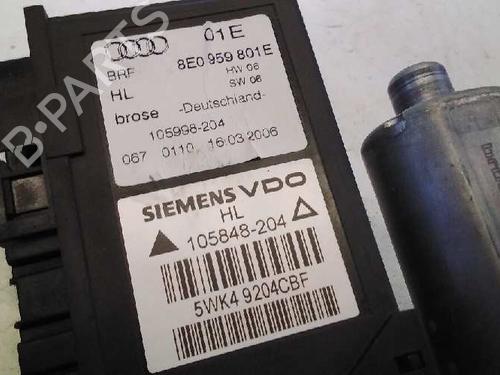 01E
BRF 8E0 959 801E
HL HW 06
SW 06
brose -Deutschland-
105998-204
067 0110 16.03.2006
SIEMENS VDO
HL
105848-204
5WK4 9204CBF
B-PARTS